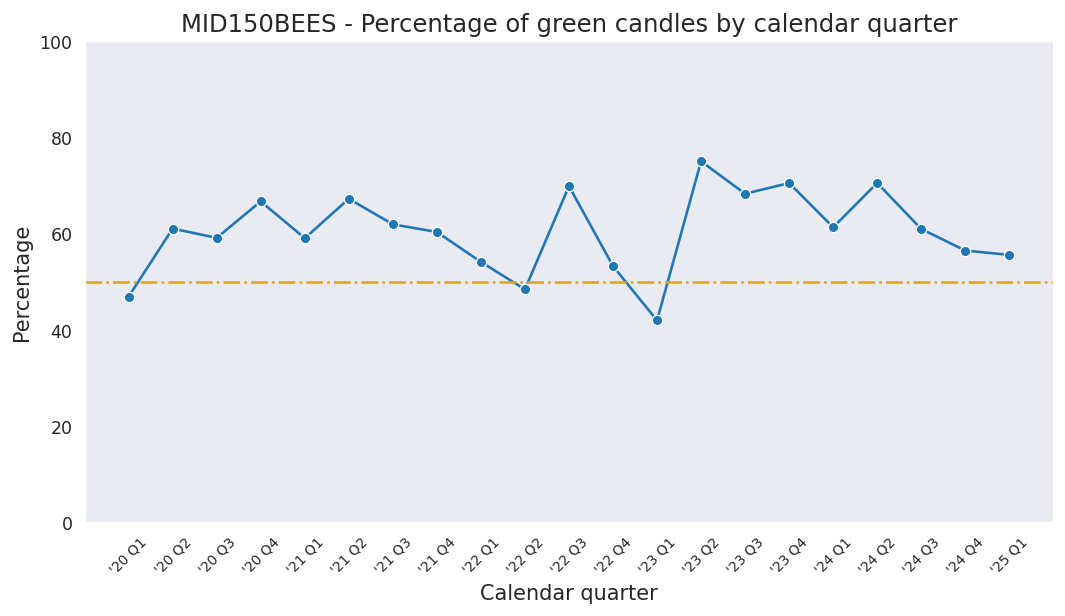 MID150BEES - Percentage of green candles by calendar quarter
100
80
60
40
20
0
Percentage
'20 Q1
'20 Q2
'20 Q3
'20 Q4
'21 Q1
'21 Q2
'21 Q3
'21 Q4
'22 Q1
'22 Q2
'22 Q3
'22 Q4
'23 Q1
'23 Q2
'23 Q3
'23 Q4
'24 Q1
'24 Q2
'24 Q3
'24 Q4
'25 Q1
Calendar quarter